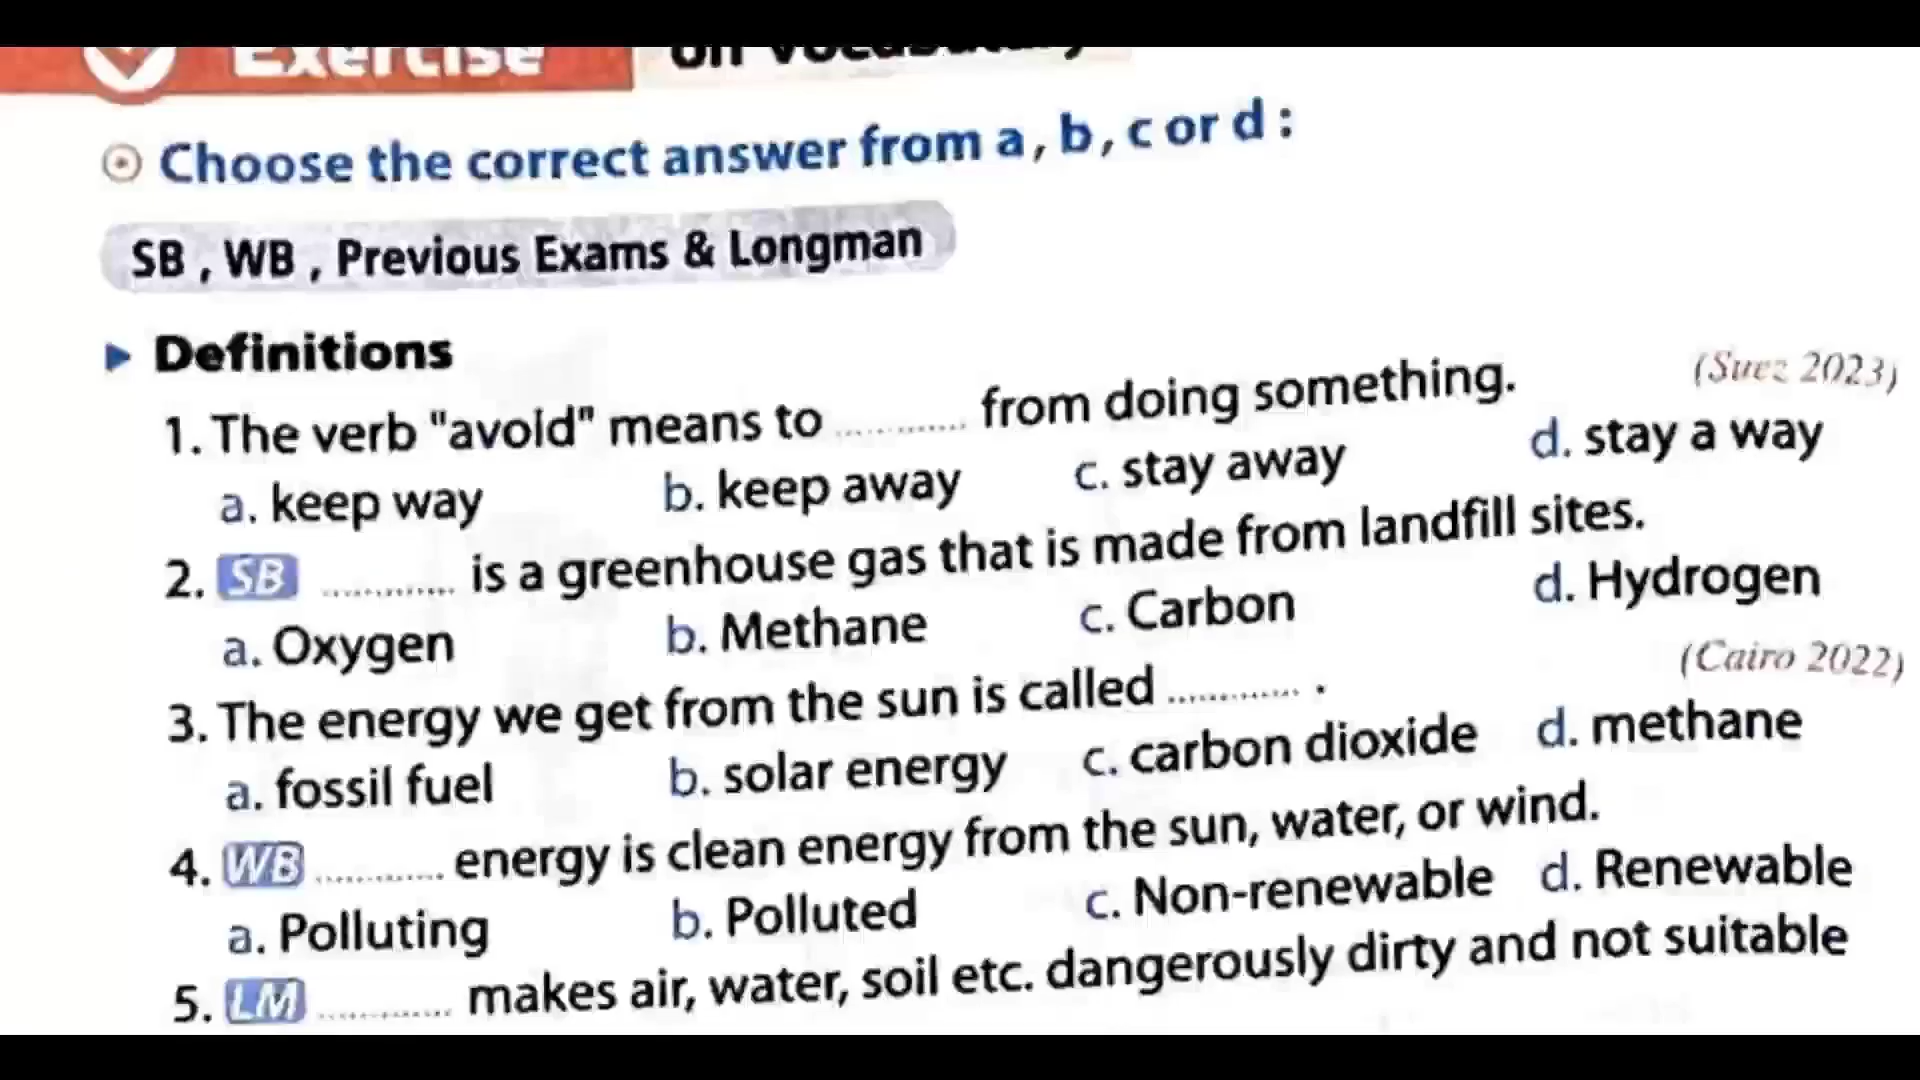 Exercise on Vocabulary
Choose the correct answer from a, b, c or d :
SB, WB, Previous Exams & Longman
Definitions
(Suez 2023)
1. The verb "avoid" means to ............ from doing something.
a. keep way b. keep away c. stay away d. stay a way
2. SB ............ is a greenhouse gas that is made from landfill sites.
a. Oxygen b. Methane c. Carbon d. Hydrogen
(Cairo 2022)
3. The energy we get from the sun is called ............ .
a. fossil fuel b. solar energy c. carbon dioxide d. methane
4. WB ............ energy is clean energy from the sun, water, or wind.
a. Polluting b. Polluted c. Non-renewable d. Renewable
5. LM ............ makes air, water, soil etc. dangerously dirty and not suitable